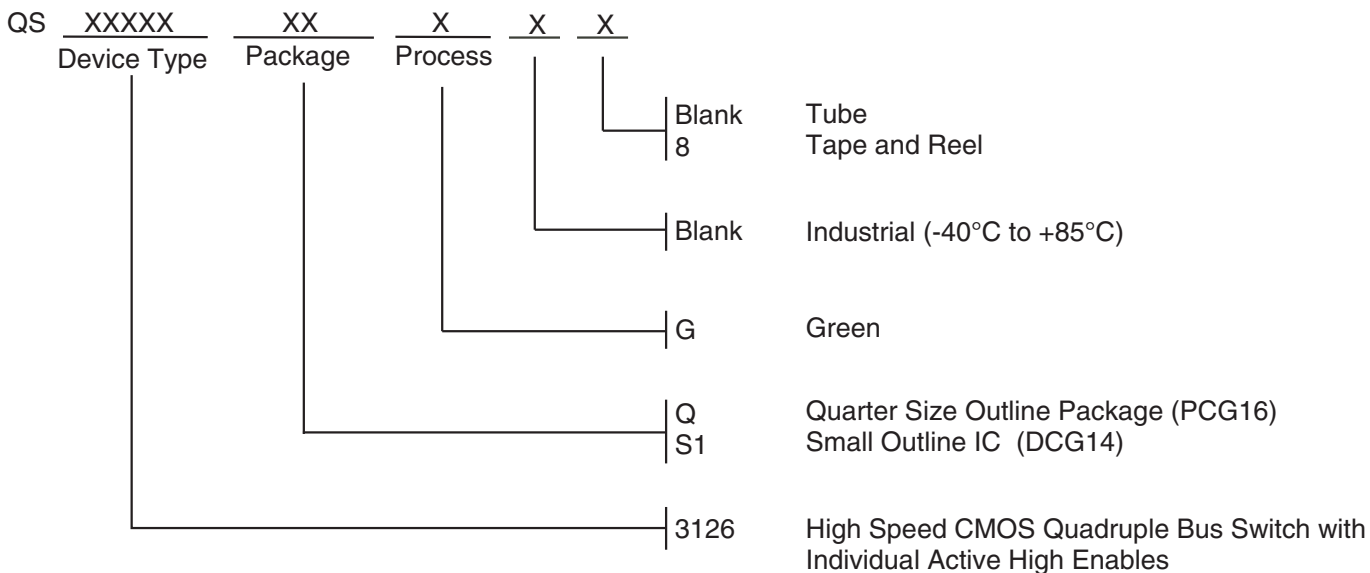 QS XXXXX XX X X X
Device Type Package Process
Blank Tube
8 Tape and Reel
Blank Industrial (-40°C to +85°C)
G Green
Q Quarter Size Outline Package (PCG16)
S1 Small Outline IC (DCG14)
3126 High Speed CMOS Quadruple Bus Switch with
Individual Active High Enables